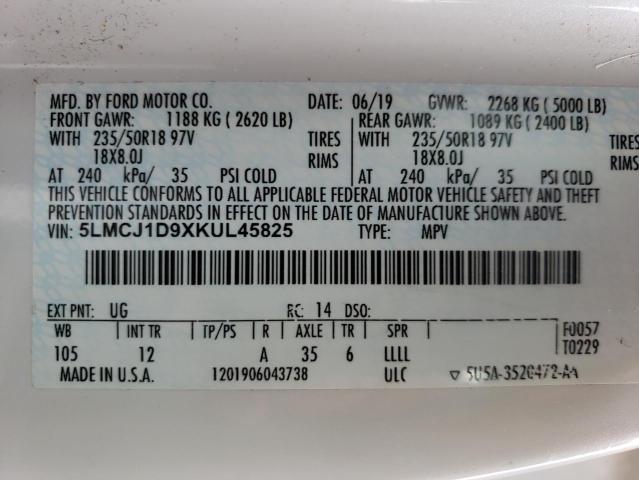 MFD. BY FORD MOTOR CO. DATE: 06/19 GVWR: 2268 KG ( 5000 LB)
FRONT GAWR: 1188 KG ( 2620 LB) REAR GAWR: 1089 KG ( 2400 LB)
WITH 235/50R18 97V TIRES WITH 235/50R18 97V TIRES
18X8.0J RIMS 18X8.0J RIMS
AT 240 kPa/ 35 PSI COLD AT 240 kPa/ 35 PSI COLD
THIS VEHICLE CONFORMS TO ALL APPLICABLE FEDERAL MOTOR VEHICLE SAFETY AND THEFT
PREVENTION STANDARDS IN EFFECT ON THE DATE OF MANUFACTURE SHOWN ABOVE.
VIN: 5LMCJ1D9XKUL45825 TYPE: MPV
EXT PNT: UG RC: 14 DSO:
WB INT TR TP/PS R AXLE TR SPR F0057
105 12 A 35 6 LLLL T0229
MADE IN U.S.A. 1201906043738 ULC ▽ 5U5A-3520472-AA